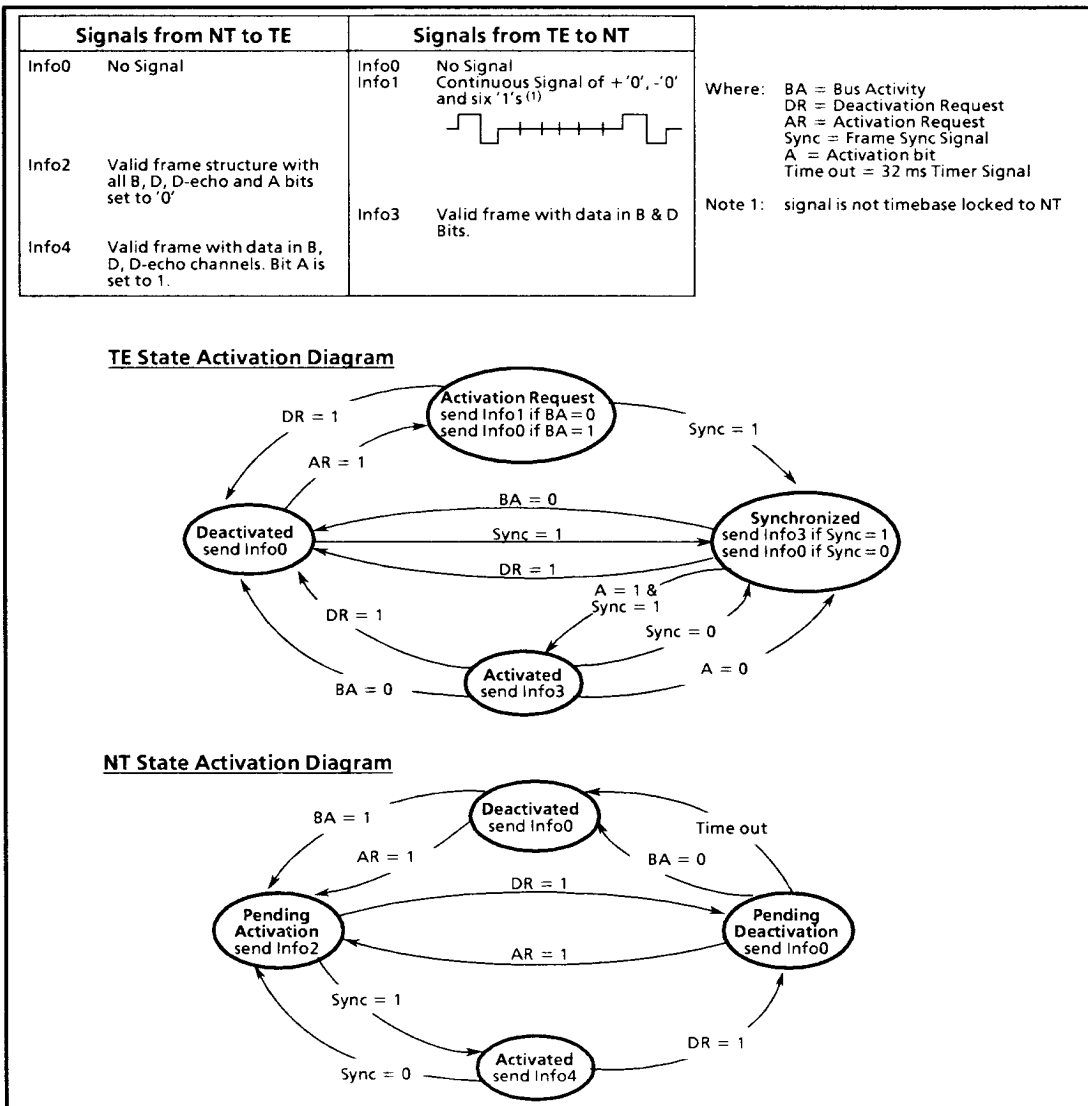 Signals from NT to TE
Signals from TE to NT
Info0 No Signal
Info0 No Signal
Info1 Continuous Signal of +'0', -'0'
and six '1's (1)
Info2 Valid frame structure with
all B, D, D-echo and A bits
set to '0'
Info3 Valid frame with data in B & D
Bits.
Info4 Valid frame with data in B,
D, D-echo channels. Bit A is
set to 1.
Where: BA = Bus Activity
DR = Deactivation Request
AR = Activation Request
Sync = Frame Sync Signal
A = Activation bit
Time out = 32 ms Timer Signal
Note 1: signal is not timebase locked to NT
TE State Activation Diagram
Activation Request
send Info1 if BA=0
send Info0 if BA=1
DR = 1
Sync = 1
AR = 1
BA = 0
Deactivated
send Info0
Sync = 1
Synchronized
send Info3 if Sync=1
send Info0 if Sync=0
DR = 1
A = 1 &
Sync = 1
DR = 1
Sync = 0
Activated
send Info3
A = 0
BA = 0
NT State Activation Diagram
Deactivated
send Info0
BA = 1
Time out
AR = 1
BA = 0
DR = 1
Pending
Activation
send Info2
Pending
Deactivation
send Info0
AR = 1
Sync = 1
DR = 1
Activated
send Info4
Sync = 0